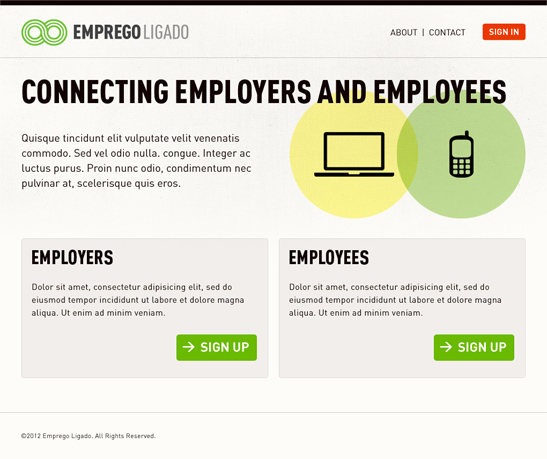 EMPREGO LIGADO
ABOUT | CONTACT
SIGN IN
CONNECTING EMPLOYERS AND EMPLOYEES
Quisque tincidunt elit vulputate velit venenatis
commodo. Sed vel odio nulla. congue. Integer ac
luctus purus. Proin nunc odio, condimentum nec
pulvinar at, scelerisque quis eros.
EMPLOYERS
Dolor sit amet, consectetur adipisicing elit, sed do
eiusmod tempor incididunt ut labore et dolore magna
aliqua. Ut enim ad minim veniam.
→ SIGN UP
EMPLOYEES
Dolor sit amet, consectetur adipisicing elit, sed do
eiusmod tempor incididunt ut labore et dolore magna
aliqua. Ut enim ad minim veniam.
→ SIGN UP
©2012 Emprego Ligado. All Rights Reserved.